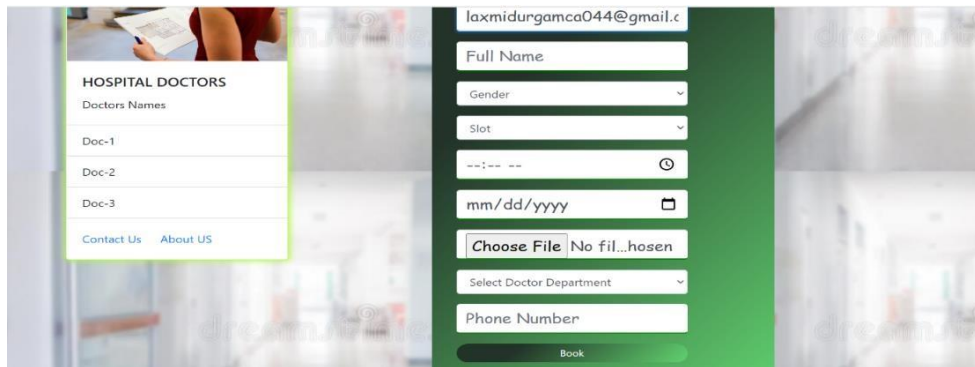 HOSPITAL DOCTORS
Doctors Names
Doc-1
Doc-2
Doc-3
Contact Us About US
laxmidurgamca044@gmail.c
Full Name
Gender
Slot
--:-- --
mm/dd/yyyy
Choose File No fil...hosen
Select Doctor Department
Phone Number
Book